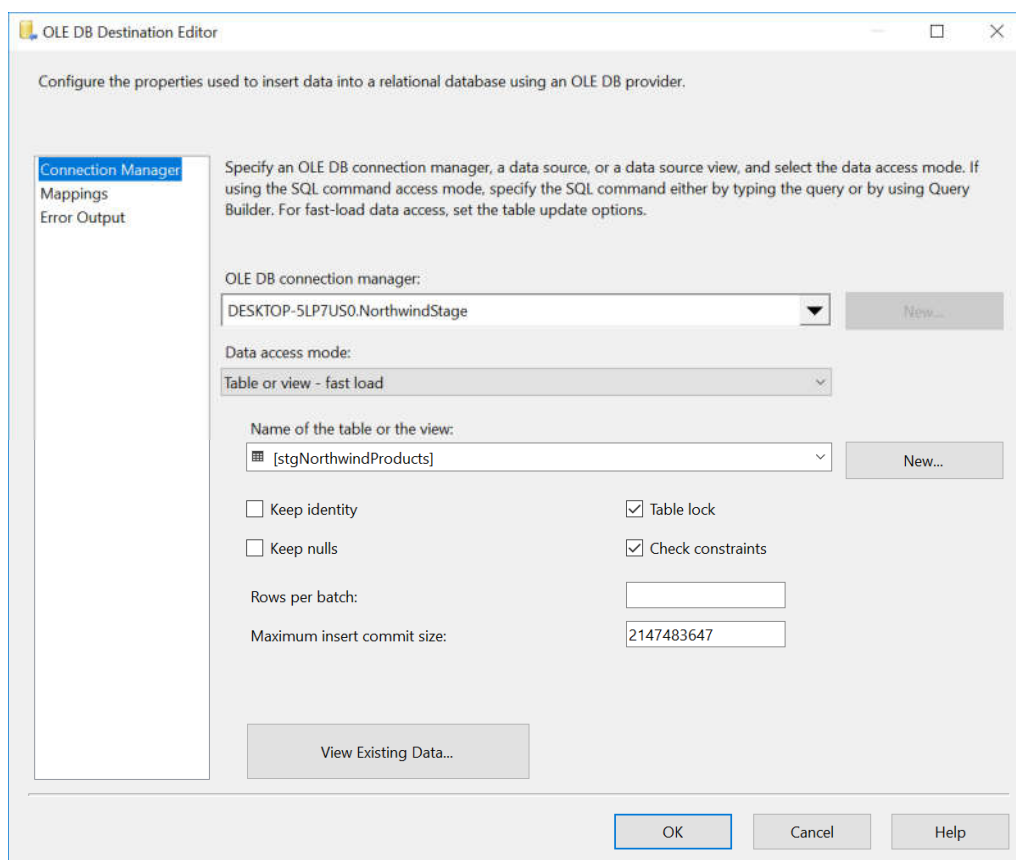 OLE DB Destination Editor
Configure the properties used to insert data into a relational database using an OLE DB provider.
Connection Manager
Mappings
Error Output
Specify an OLE DB connection manager, a data source, or a data source view, and select the data access mode. If
using the SQL command access mode, specify the SQL command either by typing the query or by using Query
Builder. For fast-load data access, set the table update options.
OLE DB connection manager:
DESKTOP-5LP7US0.NorthwindStage
New...
Data access mode:
Table or view - fast load
Name of the table or the view:
[stgNorthwindProducts]
New...
Keep identity
Table lock
Keep nulls
Check constraints
Rows per batch:
Maximum insert commit size:
2147483647
View Existing Data...
OK
Cancel
Help